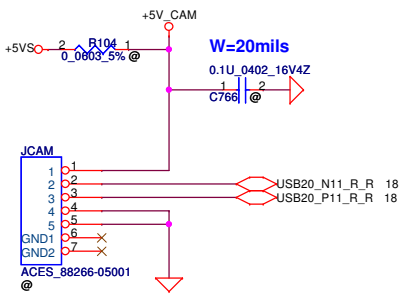 +5V_CAM
R104
+5VS 2 1
0_0603_5% @
W=20mils
0.1U_0402_16V4Z
1 2
C766 @
JCAM
1 1
2 2 USB20_N11_R_R 18
3 3 USB20_P11_R_R 18
4 4
5 5
GND1 6
GND2 7
ACES_88266-05001
@